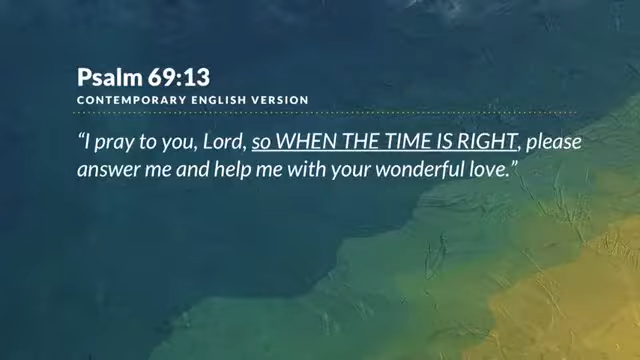 Psalm 69:13
CONTEMPORARY ENGLISH VERSION
“I pray to you, Lord, so WHEN THE TIME IS RIGHT, please
answer me and help me with your wonderful love.”